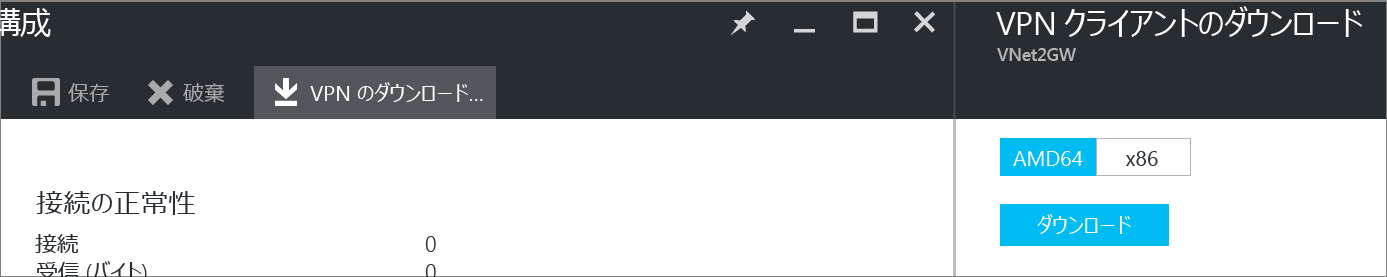 構成
保存
破棄
VPN のダウンロード...
接続の正常性
接続 0
受信 (バイト) 0
VPN クライアントのダウンロード
VNet2GW
AMD64
x86
ダウンロード